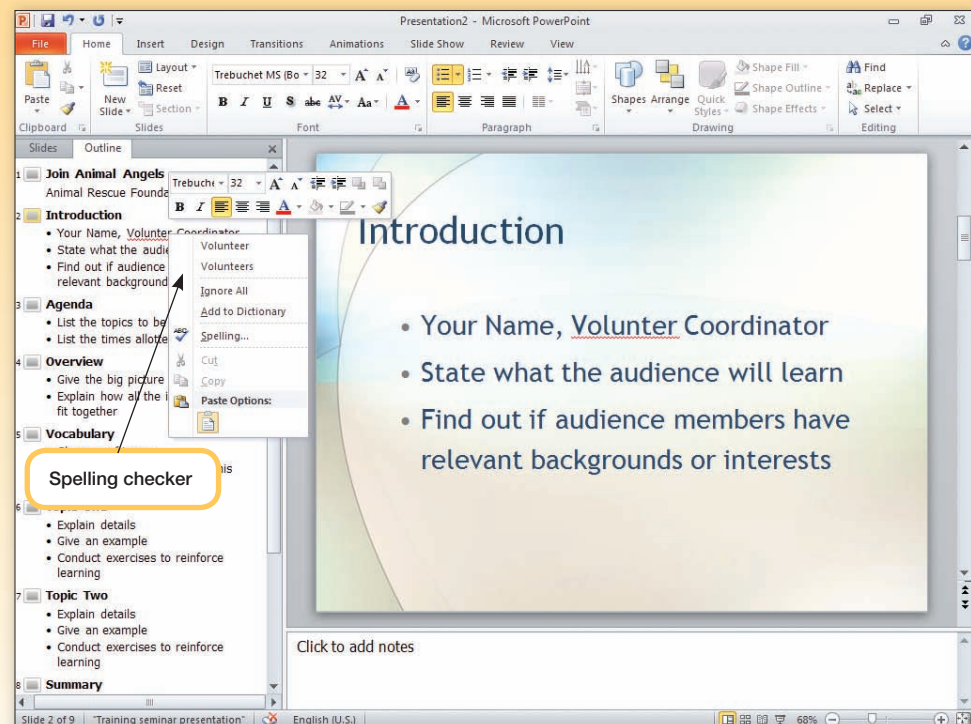 Presentation2 - Microsoft PowerPoint
File Home Insert Design Transitions Animations Slide Show Review View
Paste
New Slide
Layout
Reset
Section
Trebuchet MS (Bo 32
B I U S abc AV Aa A
Shapes Arrange Quick Styles
Shape Fill
Shape Outline
Shape Effects
Find
Replace
Select
Clipboard Slides Font Paragraph Drawing Editing
Slides Outline
1 Join Animal Angels
Animal Rescue Founda
Trebuche 32 A A
B I A
2 Introduction
• Your Name, Volunter Coordinator
• State what the audie
• Find out if audience
relevant background
Volunteer
Volunteers
Ignore All
Add to Dictionary
Spelling...
Cut
Copy
Paste Options:
3 Agenda
• List the topics to be
• List the times allotte
4 Overview
• Give the big picture
• Explain how all the i
fit together
5 Vocabulary
his
Spelling checker
6
• Explain details
• Give an example
• Conduct exercises to reinforce
learning
7 Topic Two
• Explain details
• Give an example
• Conduct exercises to reinforce
learning
8 Summary
Introduction
• Your Name, Volunter Coordinator
• State what the audience will learn
• Find out if audience members have
relevant backgrounds or interests
Click to add notes
Slide 2 of 9 "Training seminar presentation" English (U.S.) 68%